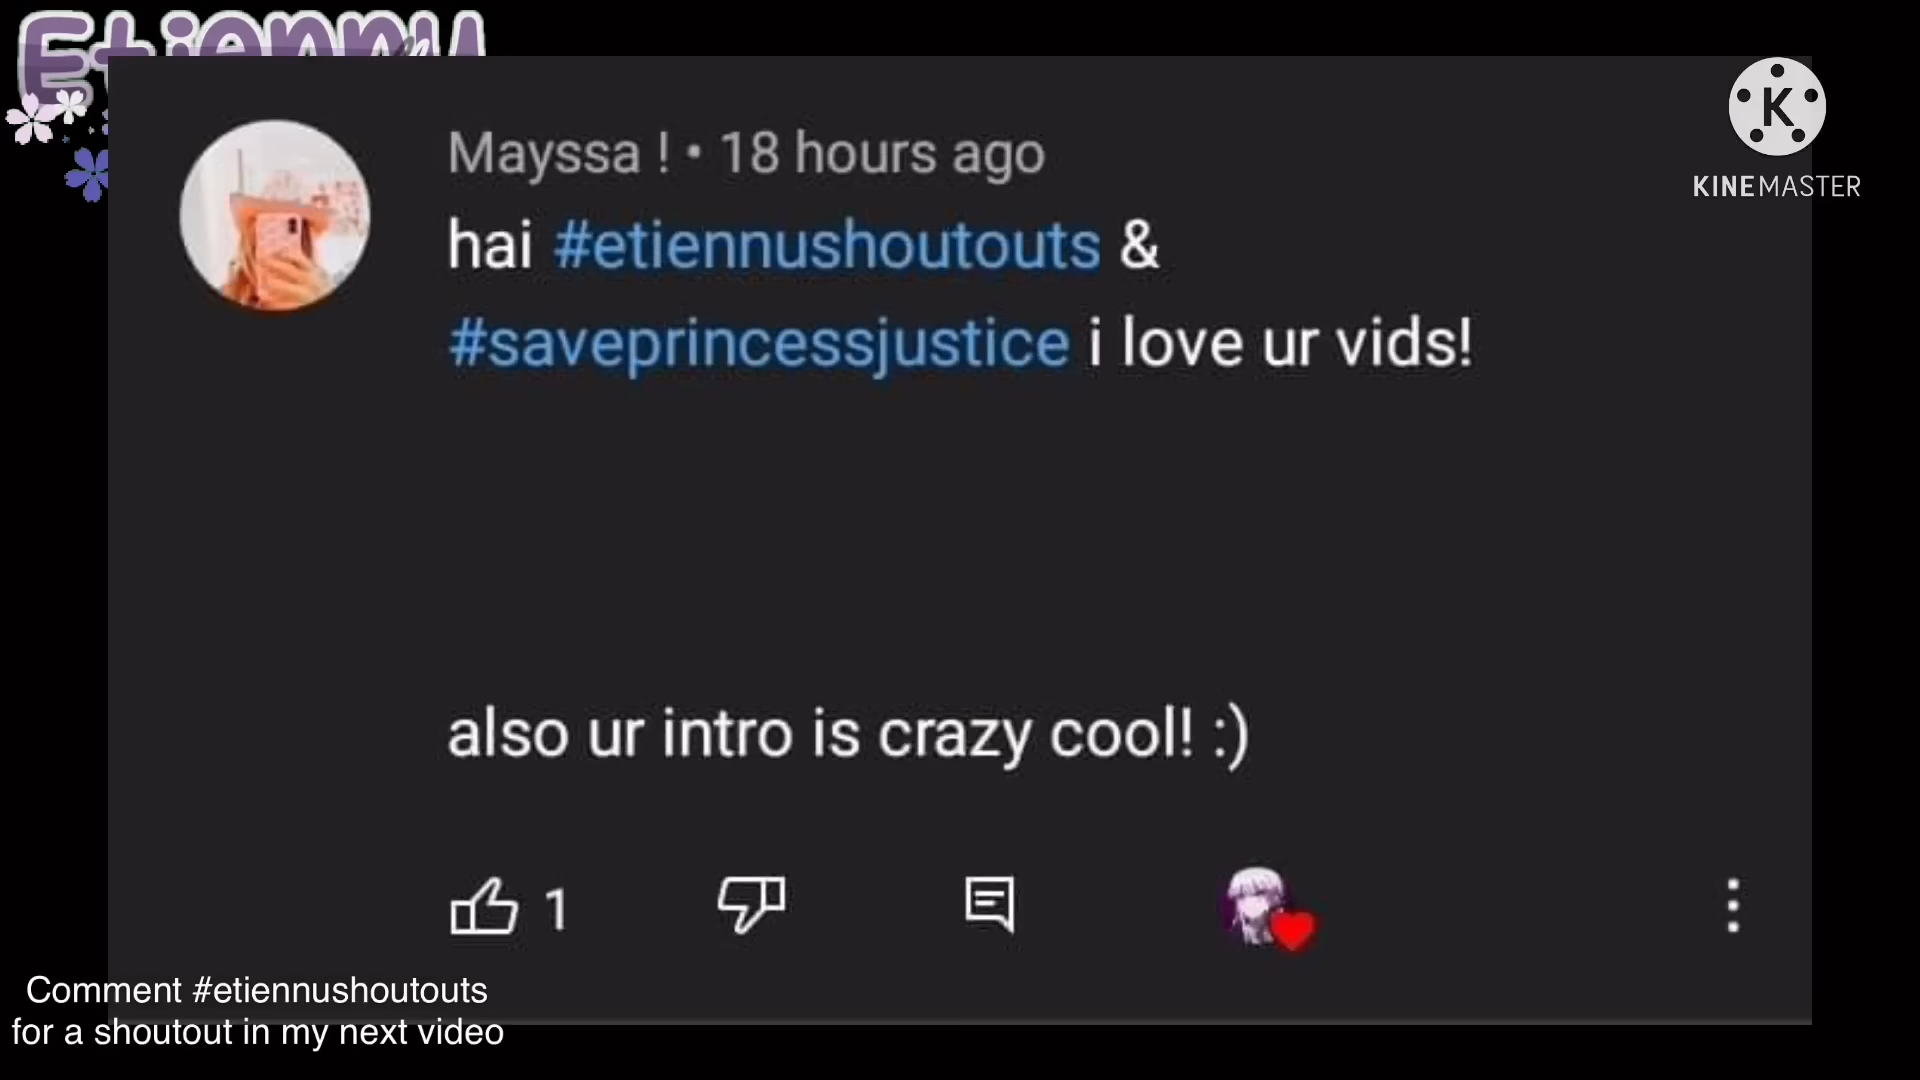 Etiennu
K
KINEMASTER
Mayssa ! • 18 hours ago
hai #etiennushoutouts &
#saveprincessjustice i love ur vids!
also ur intro is crazy cool! :)
1
Comment #etiennushoutouts
for a shoutout in my next video